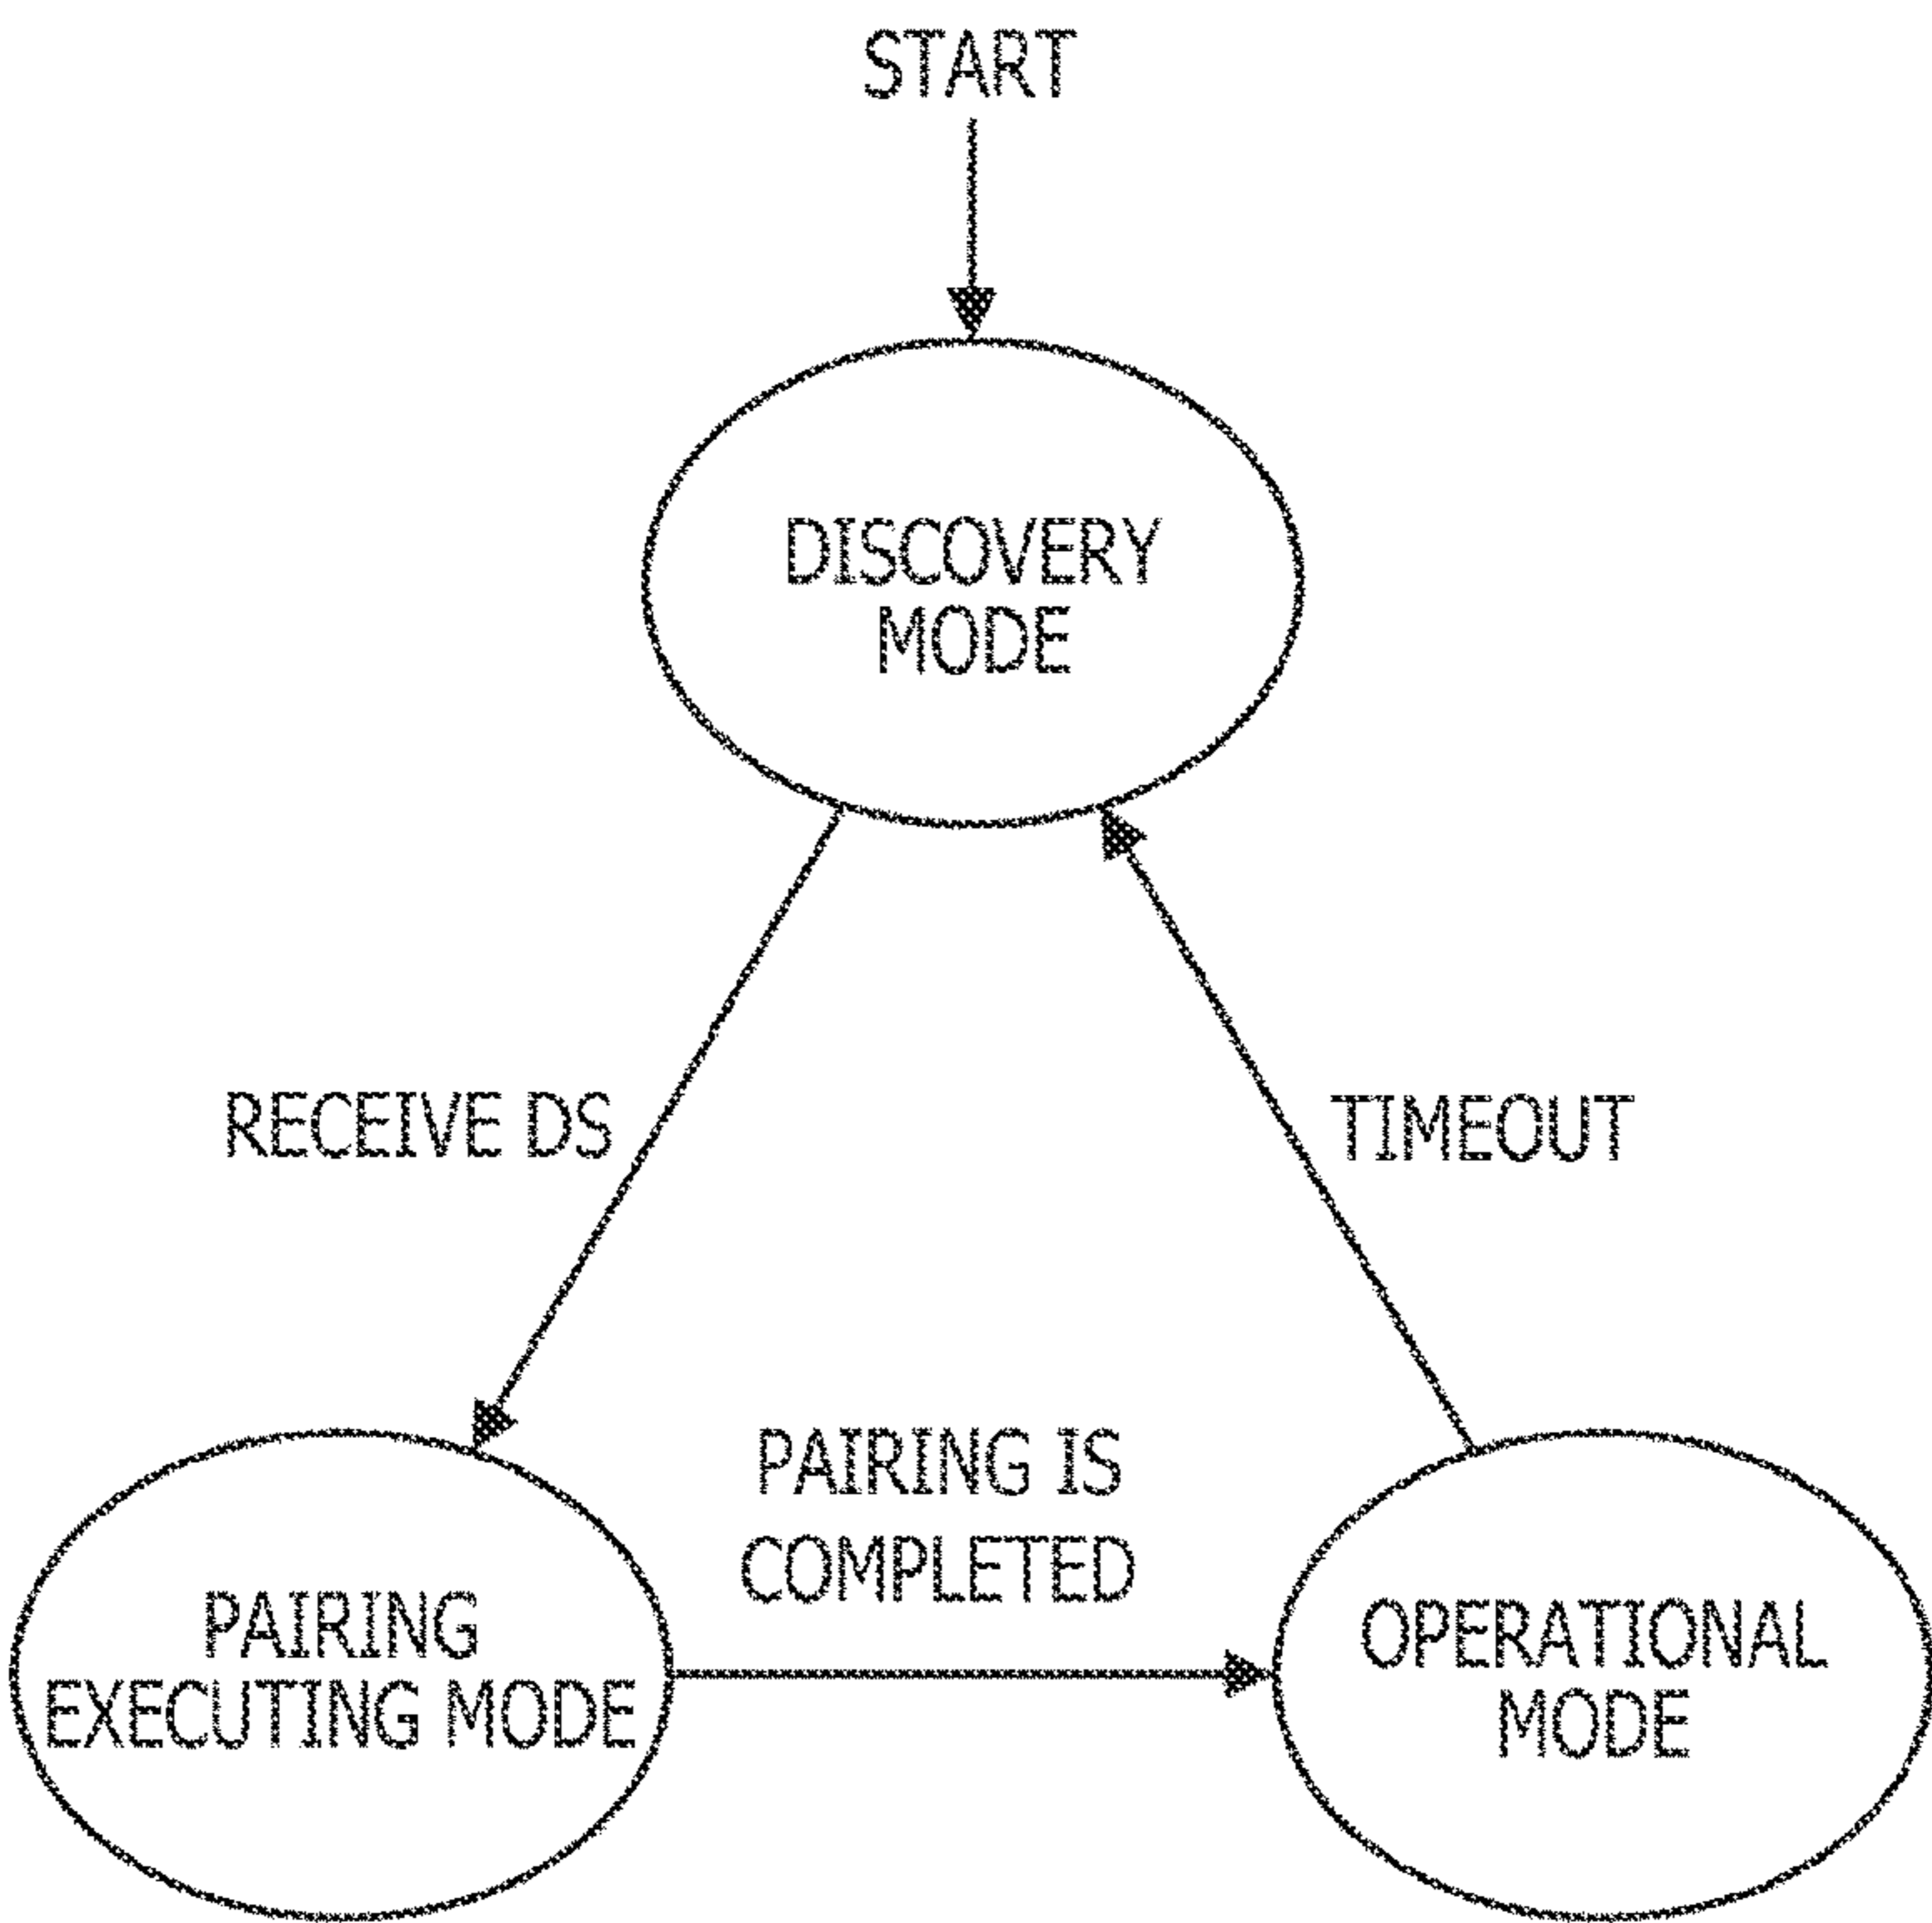 START
DISCOVERY
MODE
RECEIVE DS
TIMEOUT
PAIRING IS
COMPLETED
PAIRING
EXECUTING MODE
OPERATIONAL
MODE